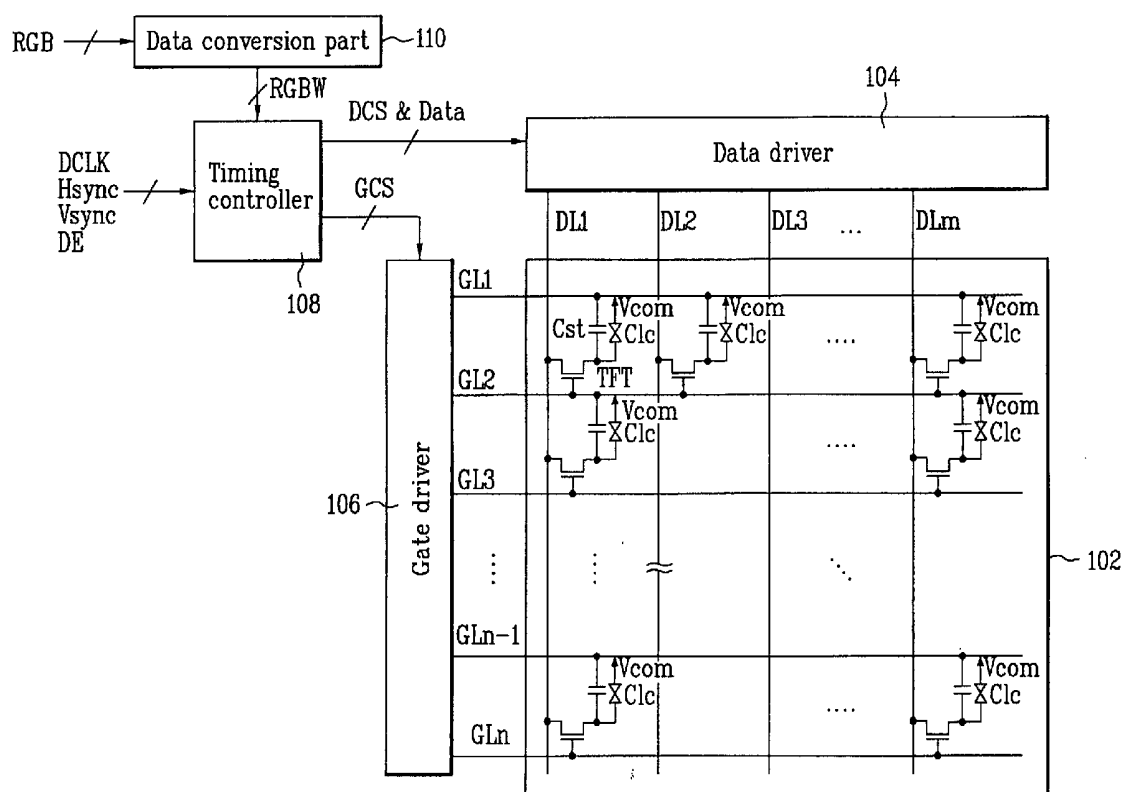 RGB
Data conversion part
110
RGBW
104
DCS & Data
Data driver
DCLK
Hsync
Vsync
DE
Timing
controller
GCS
108
DL1
DL2
DL3
...
DLm
GL1
Vcom
Cst
Clc
Vcom
Clc
....
Vcom
Clc
GL2
TFT
Vcom
Clc
....
Vcom
Clc
GL3
106
Gate driver
102
GLn-1
Vcom
Clc
....
Vcom
Clc
GLn